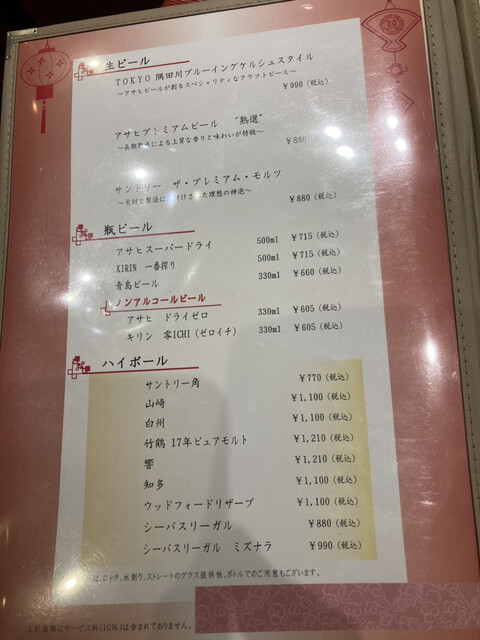 生ビール
TOKYO 隅田川ブルーイングケルシュスタイル
～アサヒビールが創るスペシャリティなクラフトビール～ ￥990（税込）
アサヒプレミアムビール "熟選"
～長期熟成による上質な香りと味わいが特徴～ ￥880（税込）
サントリー ザ・プレミアム・モルツ
～素材と製法に けさ た理想の神泡～ ￥880（税込）
瓶ビール
アサヒスーパードライ 500ml ￥715（税込）
KIRIN 一番搾り 500ml ￥715（税込）
青島ビール 330ml ￥660（税込）
ノンアルコールビール
アサヒ ドライゼロ 330ml ￥605（税込）
キリン 零ICHI（ゼロイチ） 330ml ￥605（税込）
ハイボール
サントリー角 ￥770（税込）
山崎 ￥1,100（税込）
白州 ￥1,100（税込）
竹鶴 17年ピュアモルト ￥1,210（税込）
響 ￥1,210（税込）
知多 ￥1,100（税込）
ウッドフォードリザーブ ￥1,100（税込）
シーバスリーガル ￥880（税込）
シーバスリーガル ミズナラ ￥990（税込）
は、ロック、水割り、ストレートのグラス提供他、ボトルでのご用意もございます。
上記金額にサービス料（10％）は含まれておりません。